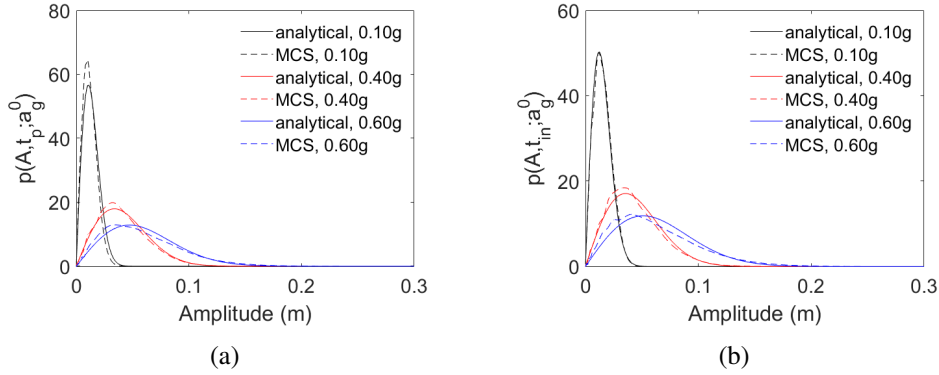 80
60
40
20
0
p(A,t_p;a_g^0)
analytical, 0.10g
MCS, 0.10g
analytical, 0.40g
MCS, 0.40g
analytical, 0.60g
MCS, 0.60g
0 0.1 0.2 0.3
Amplitude (m)
(a)
60
40
20
0
p(A,t_in;a_g^0)
analytical, 0.10g
MCS, 0.10g
analytical, 0.40g
MCS, 0.40g
analytical, 0.60g
MCS, 0.60g
0 0.1 0.2 0.3
Amplitude (m)
(b)